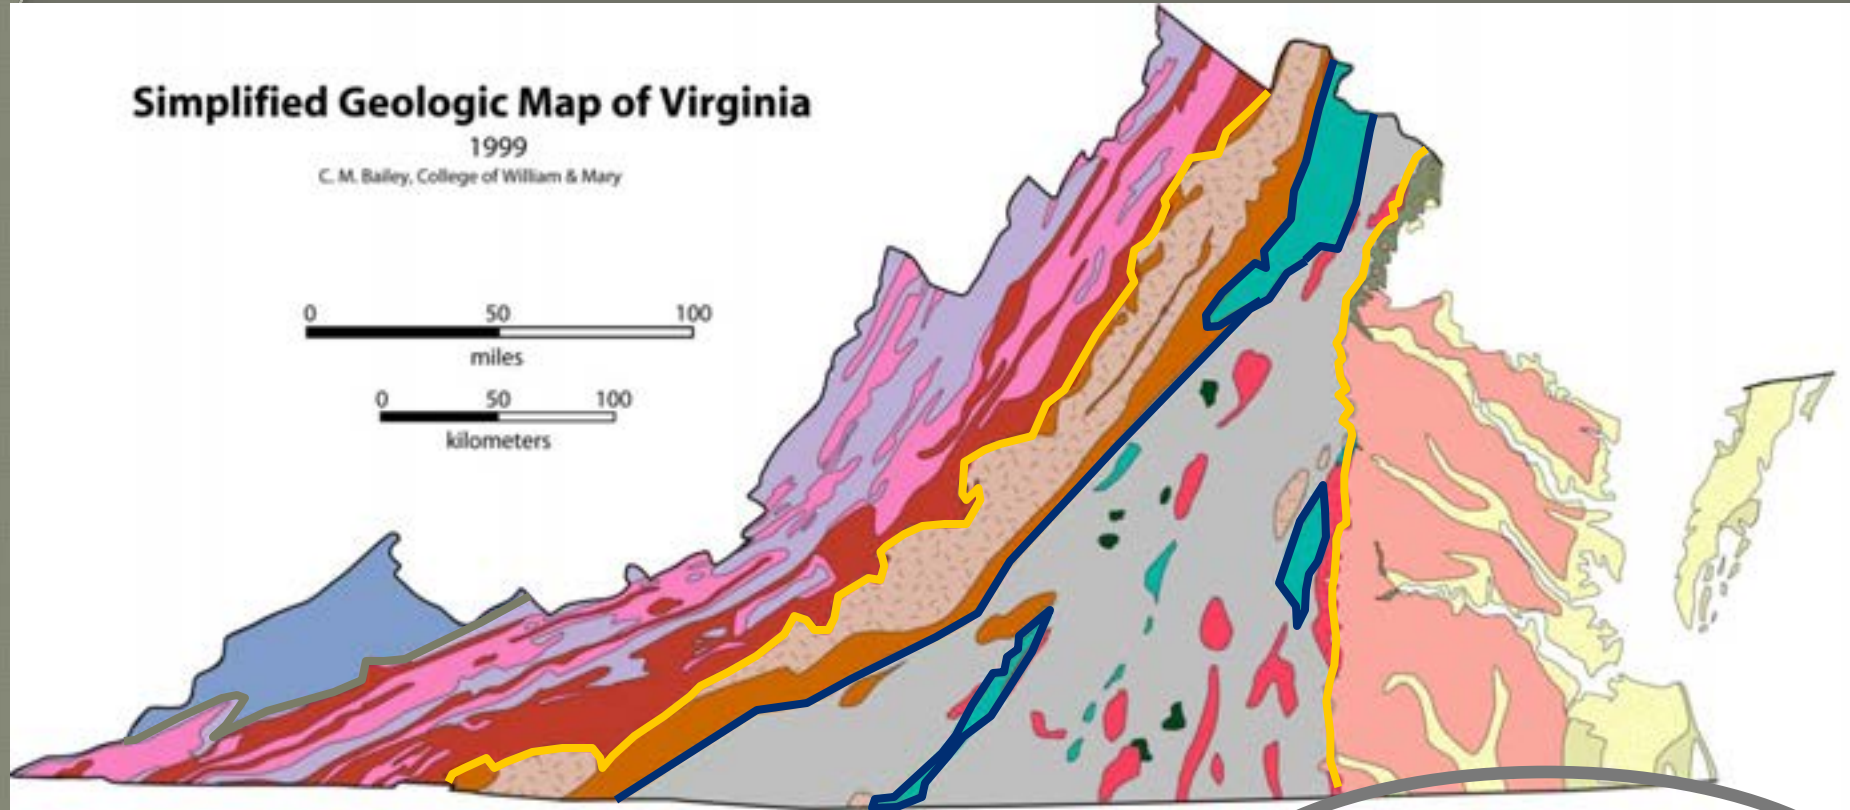 Simplified Geologic Map of Virginia
1999
C. M. Bailey, College of William & Mary
0 50 100
miles
0 50 100
kilometers